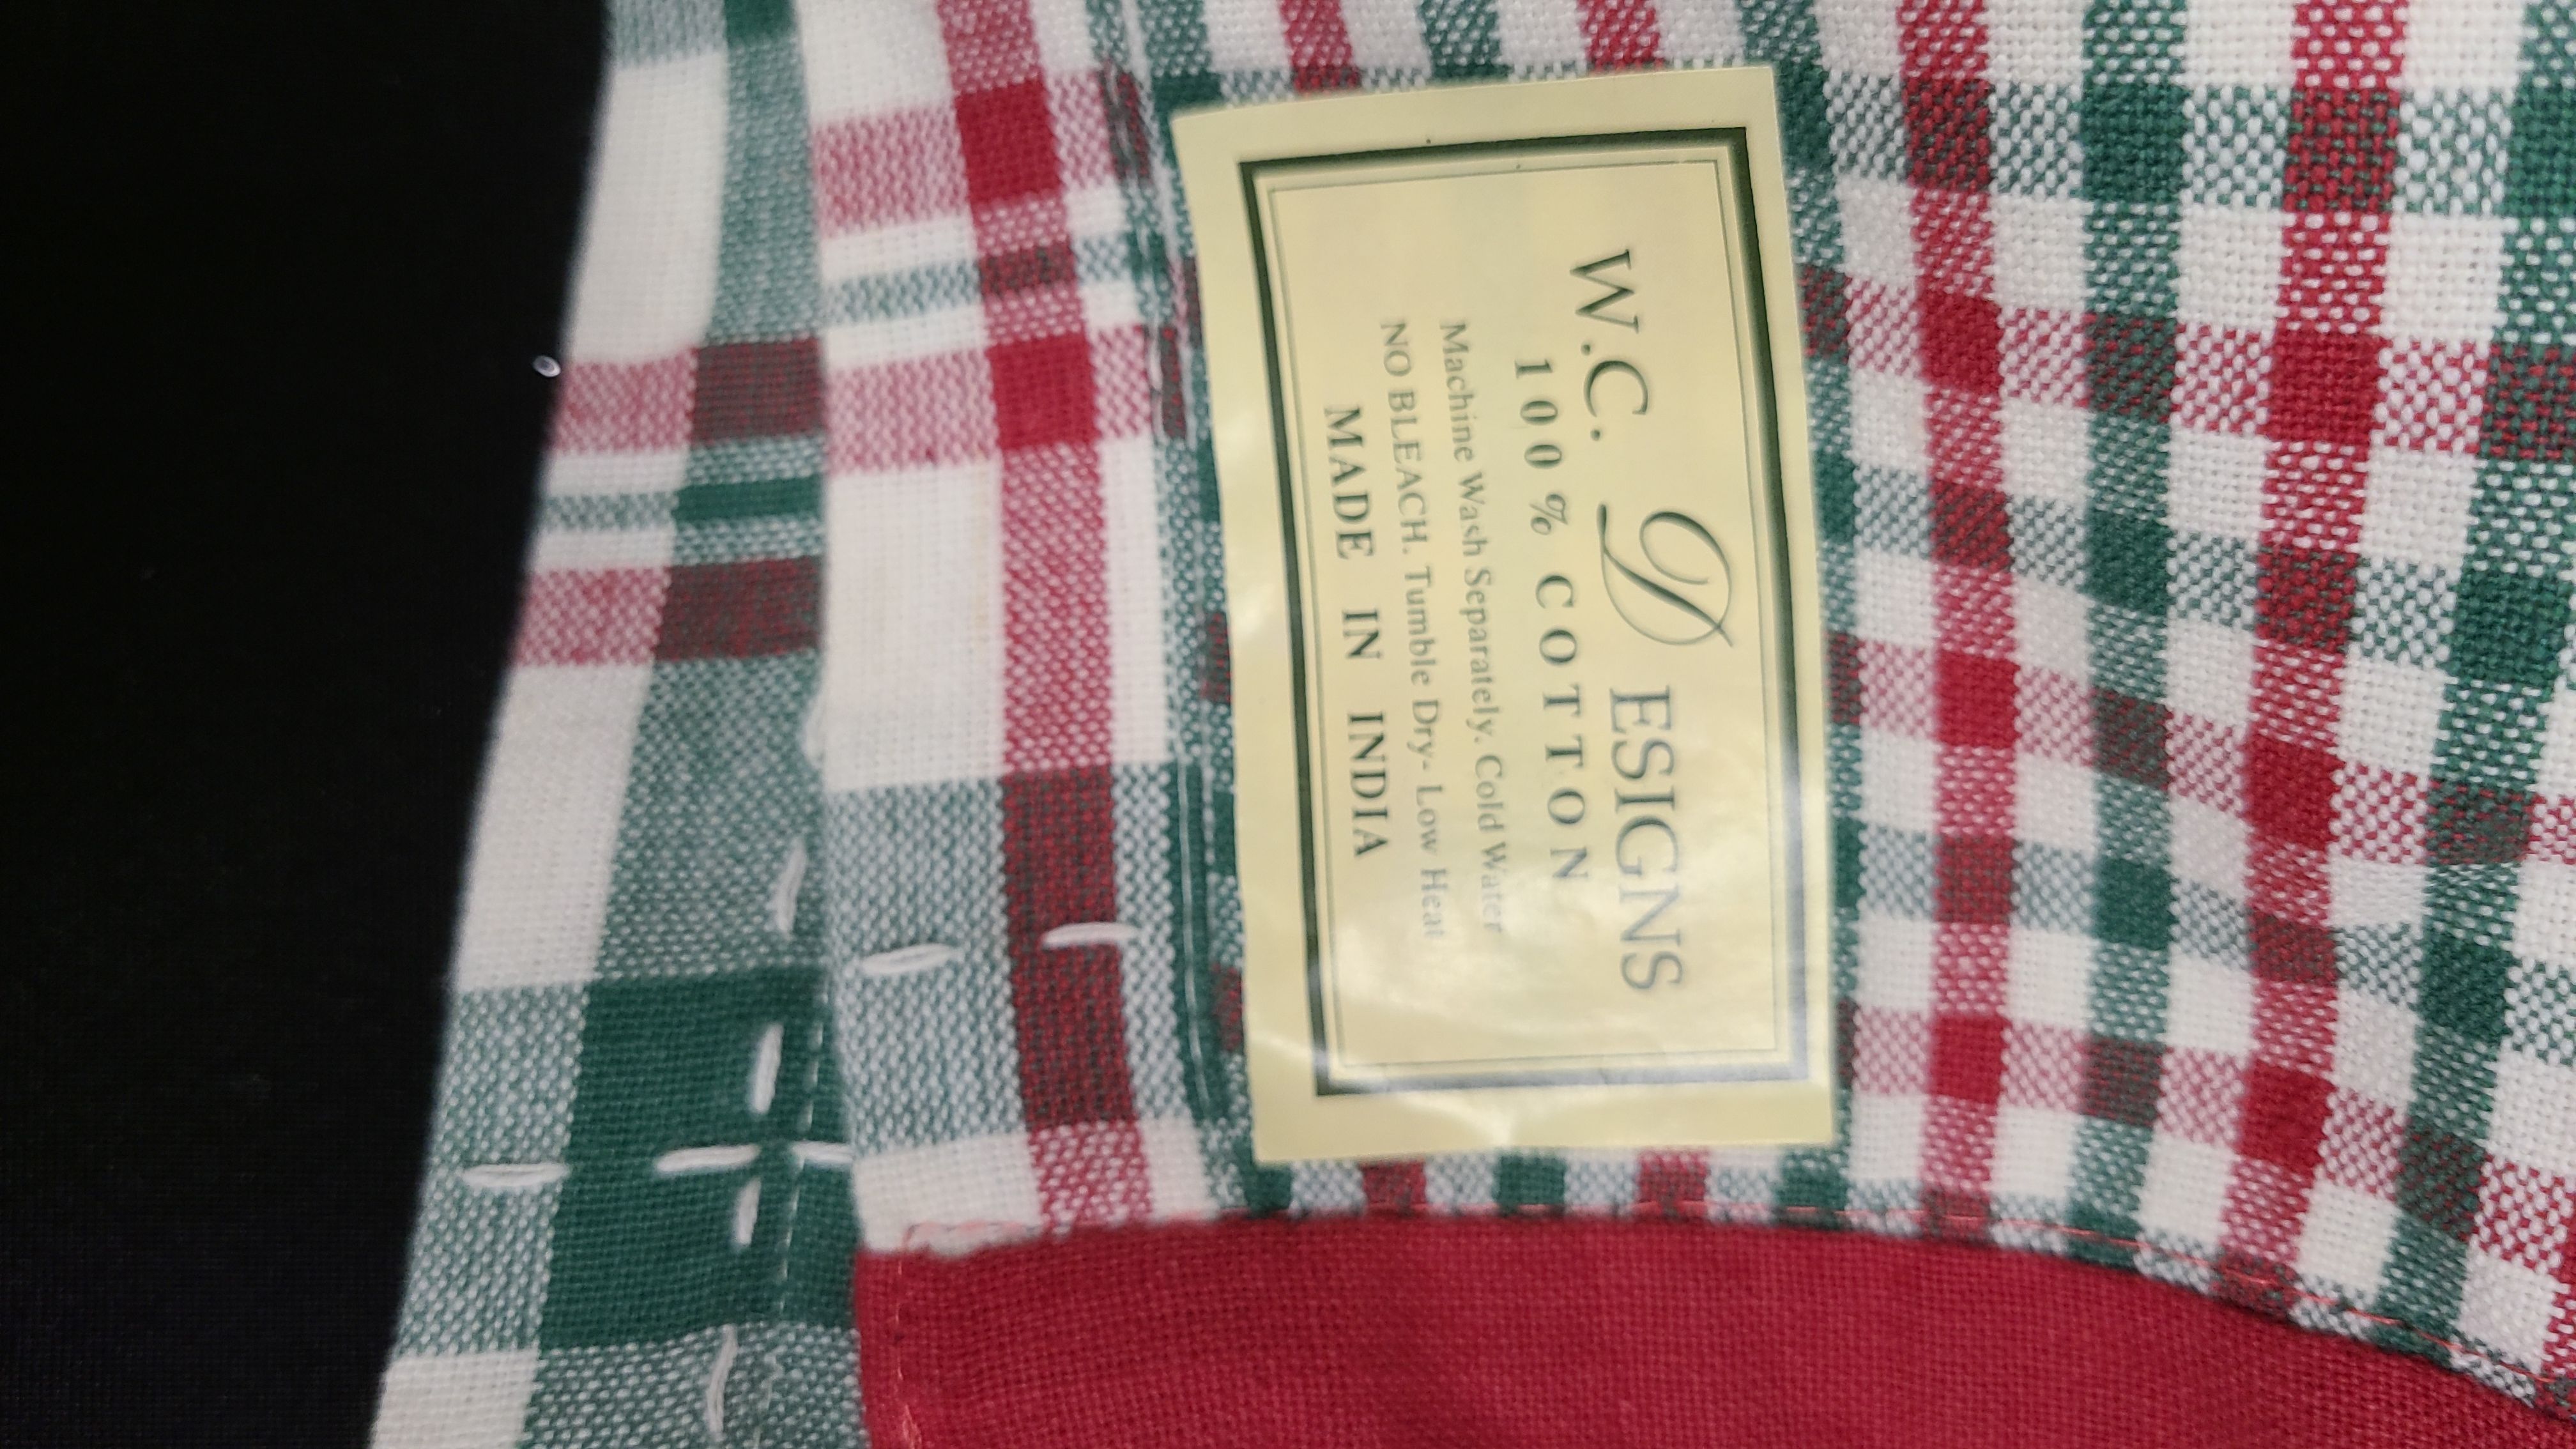 W.C. DESIGNS
100% COTTON
Machine Wash Separately. Cold Water
NO BLEACH. Tumble Dry- Low Heat
MADE IN INDIA